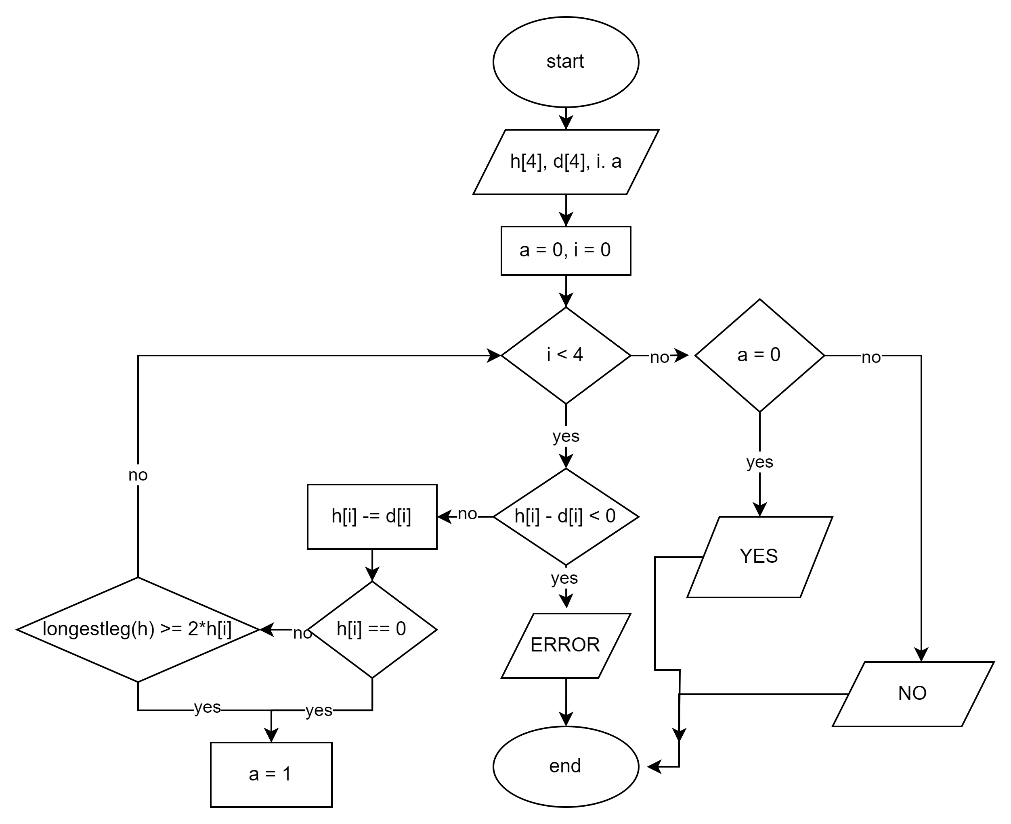 start
h[4], d[4], i. a
a = 0, i = 0
i < 4
no
a = 0
no
yes
yes
no
h[i] -= d[i]
no
h[i] - d[i] < 0
YES
yes
longestleg(h) >= 2*h[i]
no
h[i] == 0
ERROR
NO
yes
yes
a = 1
end